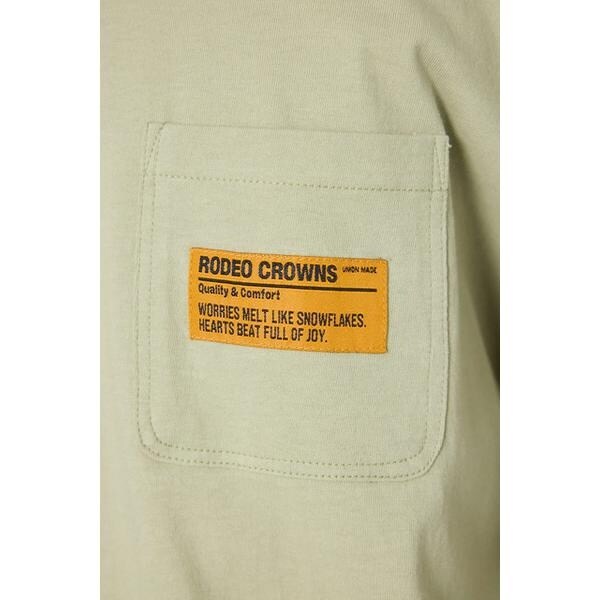 RODEO CROWNS UNION MADE
Quality & Comfort
WORRIES MELT LIKE SNOWFLAKES.
HEARTS BEAT FULL OF JOY.